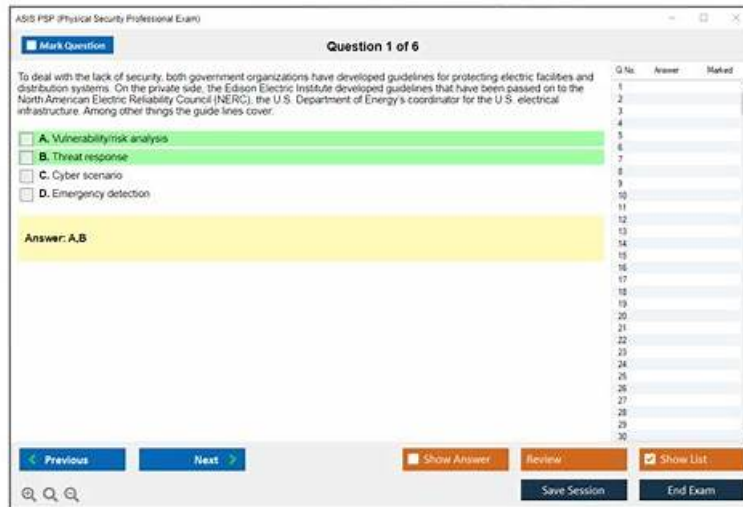 ASIS PSP (Physical Security Professional Exam)
Mark Question
Question 1 of 6
Q No. Answer Marked
To deal with the lack of security, both government organizations have developed guidelines for protecting electric facilities and
distribution systems. On the private side, the Edison Electric Institute developed guidelines that have been passed on to the
North American Electric Reliability Council (NERC), the U.S. Department of Energy's coordinator for the U.S. electrical
infrastructure. Among other things the guide lines cover:
A. Vulnerability/risk analysis
B. Threat response
C. Cyber scenario
D. Emergency detection
Answer: A,B
1
2
3
4
5
6
7
8
9
10
11
12
13
14
15
16
17
18
19
20
21
22
23
24
25
26
27
28
29
30
Previous
Next
Show Answer
Review
Show List
Save Session
End Exam